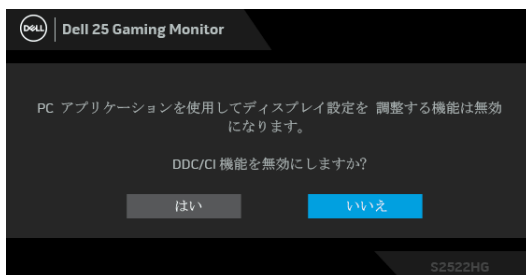 DELL
Dell 25 Gaming Monitor
PC アプリケーションを使用してディスプレイ設定を 調整する機能は無効
になります。
DDC/CI 機能を無効にしますか?
はい
いいえ
S2522HG